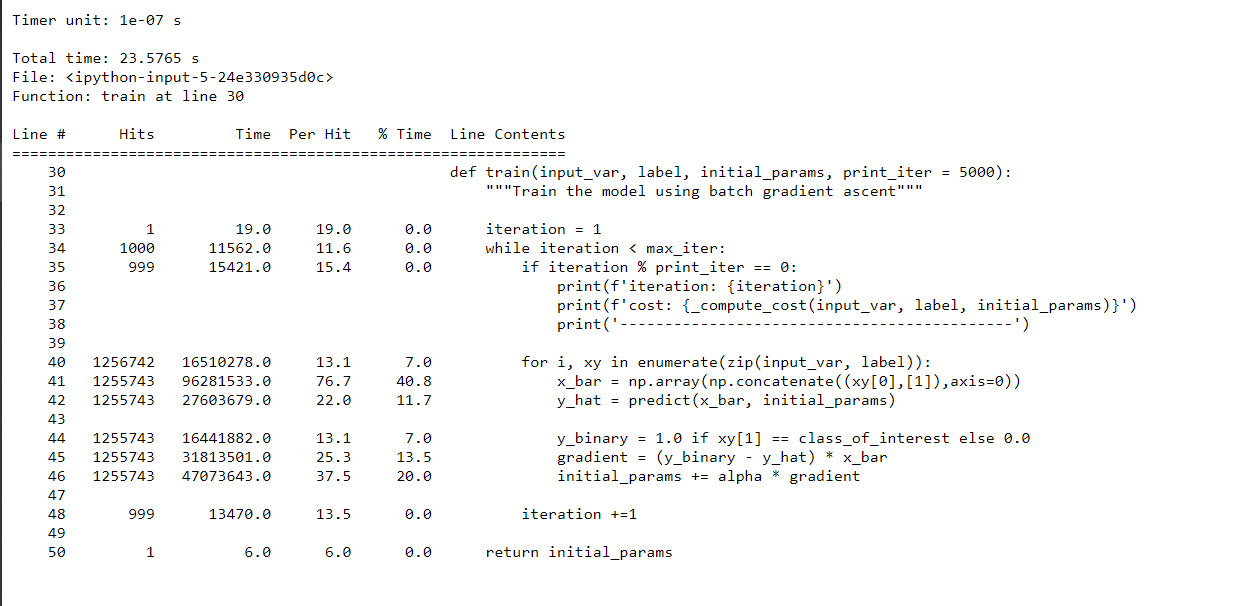 Timer unit: 1e-07 s

Total time: 23.5765 s
File: <ipython-input-5-24e330935d0c>
Function: train at line 30

Line #      Hits         Time  Per Hit   % Time  Line Contents
==============================================================
    30                                           def train(input_var, label, initial_params, print_iter = 5000):
    31                                               """Train the model using batch gradient ascent"""
    32
    33         1         19.0     19.0      0.0      iteration = 1
    34      1000      11562.0     11.6      0.0      while iteration < max_iter:
    35       999      15421.0     15.4      0.0          if iteration % print_iter == 0:
    36                                                       print(f'iteration: {iteration}')
    37                                                       print(f'cost: {_compute_cost(input_var, label, initial_params)}')
    38                                                       print('--------------------------------------------')
    39
    40   1256742   16510278.0     13.1      7.0          for i, xy in enumerate(zip(input_var, label)):
    41   1255743   96281533.0     76.7     40.8              x_bar = np.array(np.concatenate((xy[0],[1]),axis=0))
    42   1255743   27603679.0     22.0     11.7              y_hat = predict(x_bar, initial_params)
    43
    44   1255743   16441882.0     13.1      7.0              y_binary = 1.0 if xy[1] == class_of_interest else 0.0
    45   1255743   31813501.0     25.3     13.5              gradient = (y_binary - y_hat) * x_bar
    46   1255743   47073643.0     37.5     20.0              initial_params += alpha * gradient
    47
    48       999      13470.0     13.5      0.0          iteration +=1
    49
    50         1          6.0      6.0      0.0      return initial_params